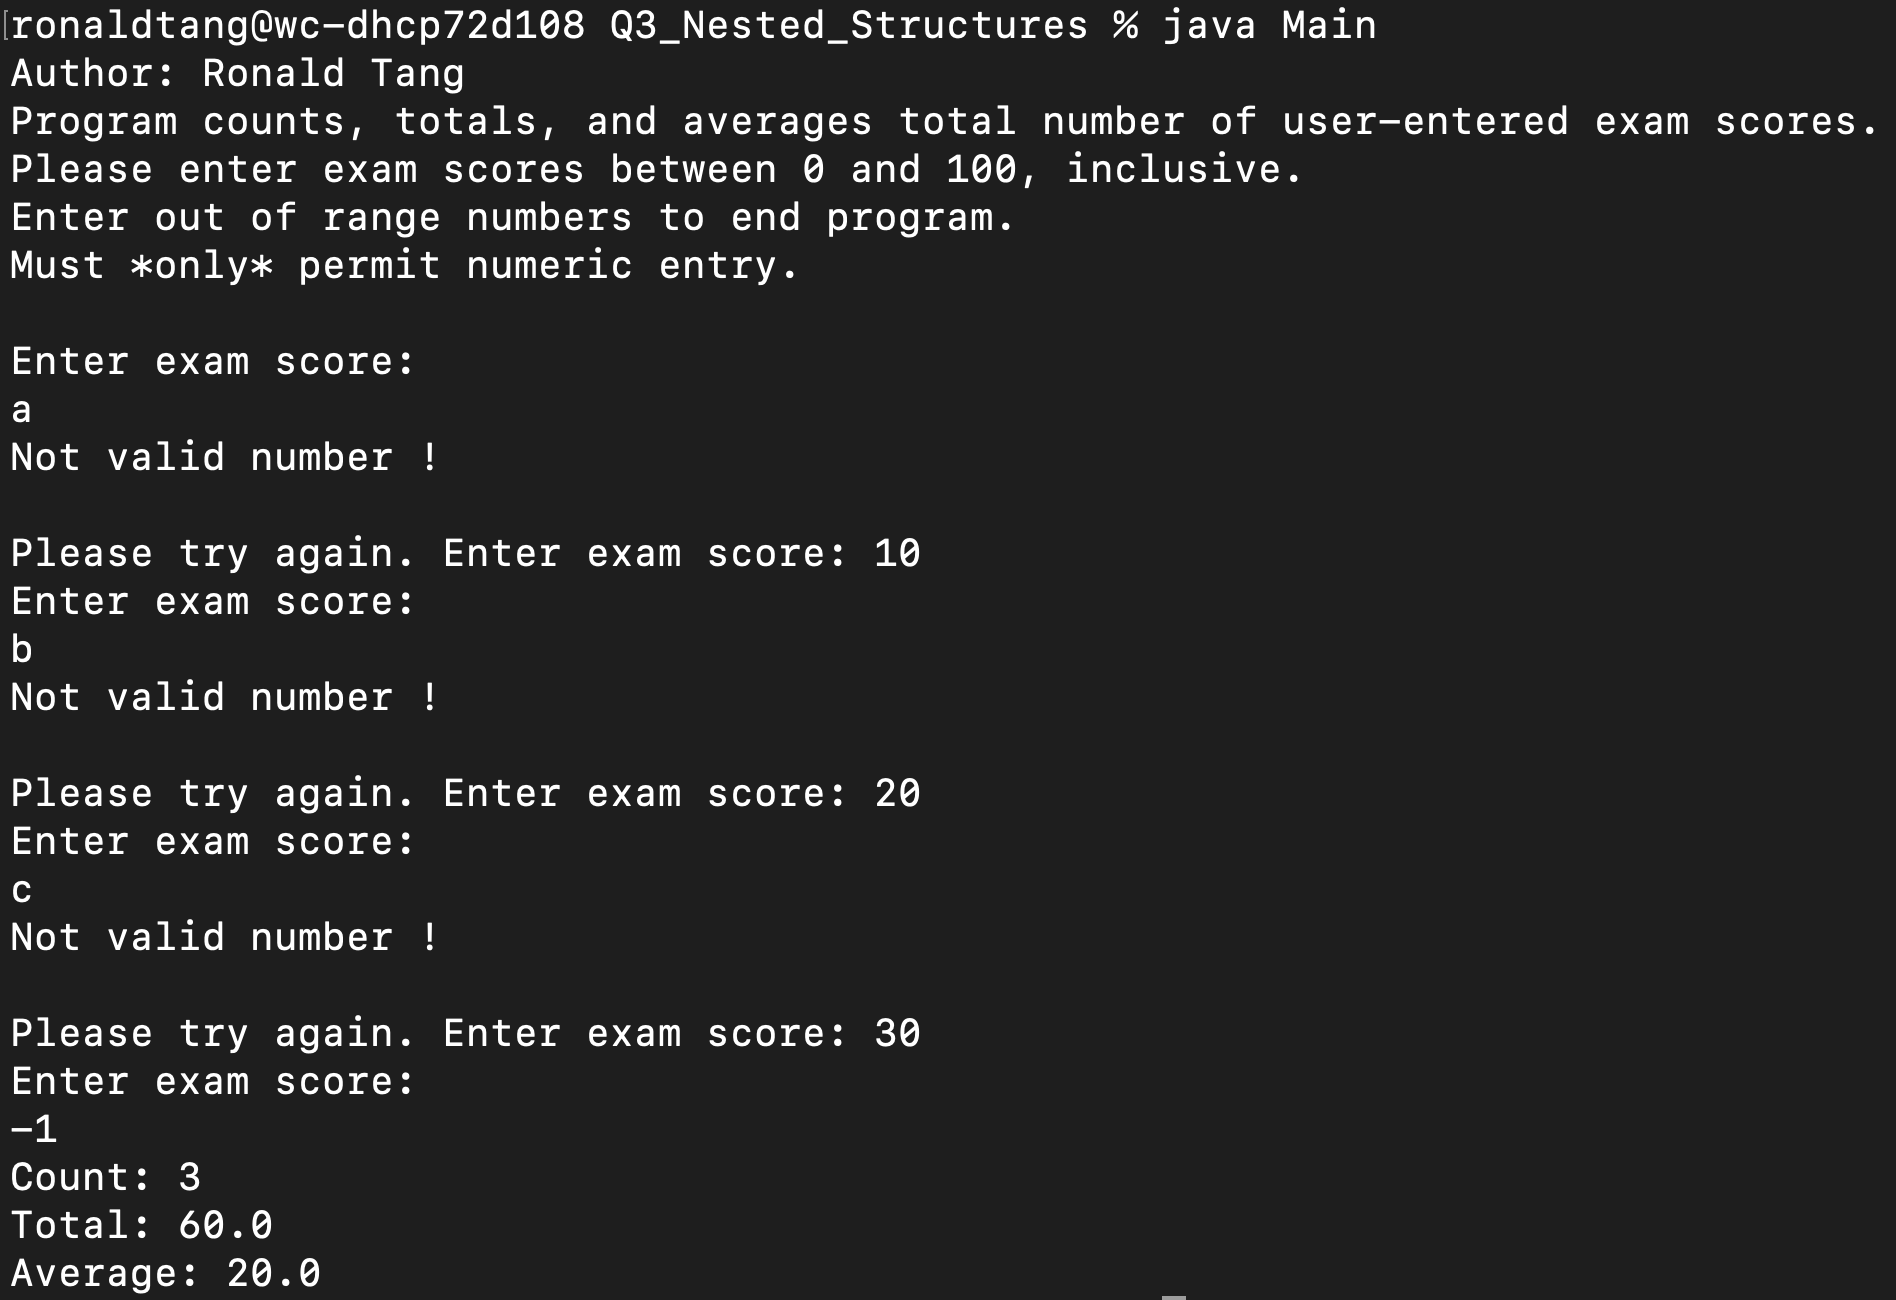 [ronaldtang@wc-dhcp72d108 Q3_Nested_Structures % java Main
Author: Ronald Tang
Program counts, totals, and averages total number of user-entered exam scores.
Please enter exam scores between 0 and 100, inclusive.
Enter out of range numbers to end program.
Must *only* permit numeric entry.
Enter exam score:
a
Not valid number !
Please try again. Enter exam score: 10
Enter exam score:
b
Not valid number !
Please try again. Enter exam score: 20
Enter exam score:
c
Not valid number !
Please try again. Enter exam score: 30
Enter exam score:
-1
Count: 3
Total: 60.0
Average: 20.0